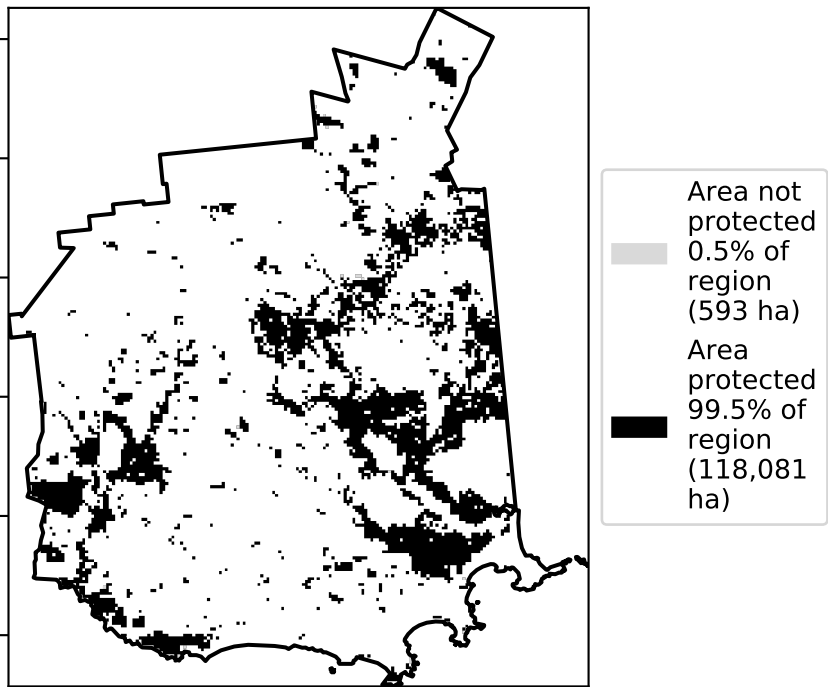 Area not
protected
0.5% of
region
(593 ha)
Area
protected
99.5% of
region
(118,081
ha)